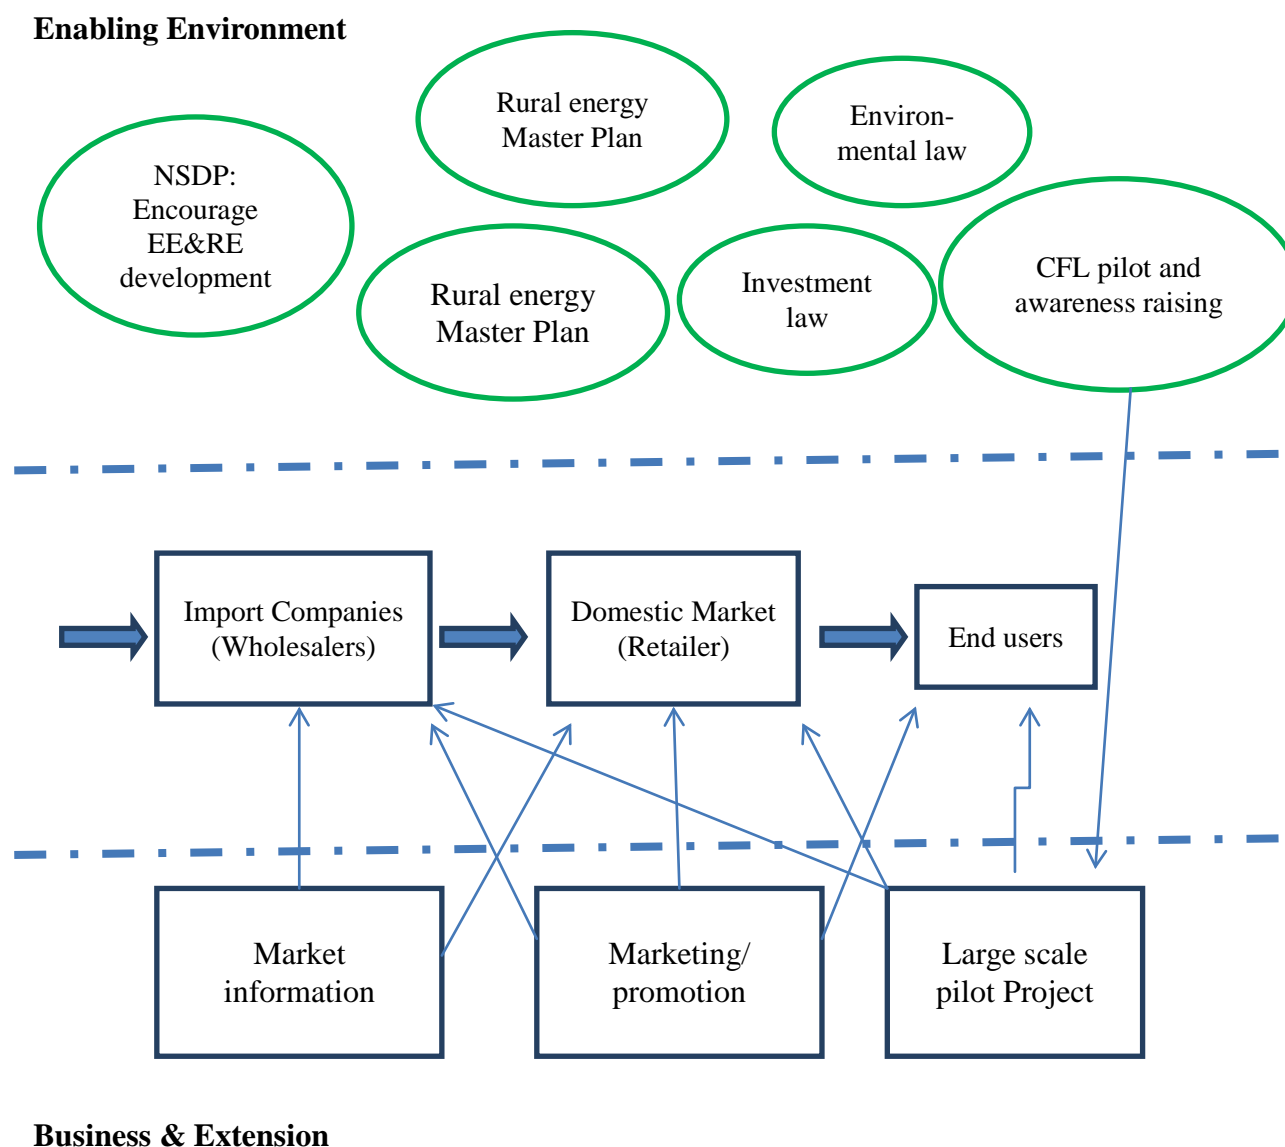 Enabling Environment
Rural energy
Master Plan
Environ-
mental law
NSDP:
Encourage
EE&RE
development
CFL pilot and
awareness raising
Rural energy
Master Plan
Investment
law
Import Companies
(Wholesalers)
Domestic Market
(Retailer)
End users
Market
information
Marketing/
promotion
Large scale
pilot Project
Business & Extension